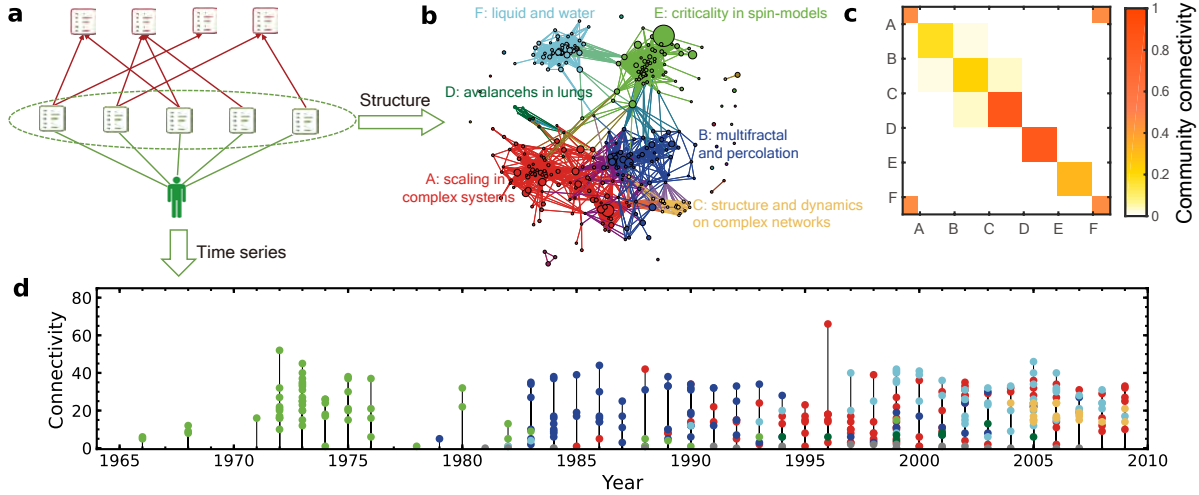 a
Structure
Time series
b
F: liquid and water
E: criticality in spin-models
D: avalanechs in lungs
B: multifractal
and percolation
A: scaling in
complex systems
C: structure and dynamics
on complex networks
c
A
B
C
D
E
F
A B C D E F
1
0.8
0.6
0.4
0.2
0
Community connectivity
d
80
60
40
20
0
Connectivity
1965 1970 1975 1980 1985 1990 1995 2000 2005 2010
Year